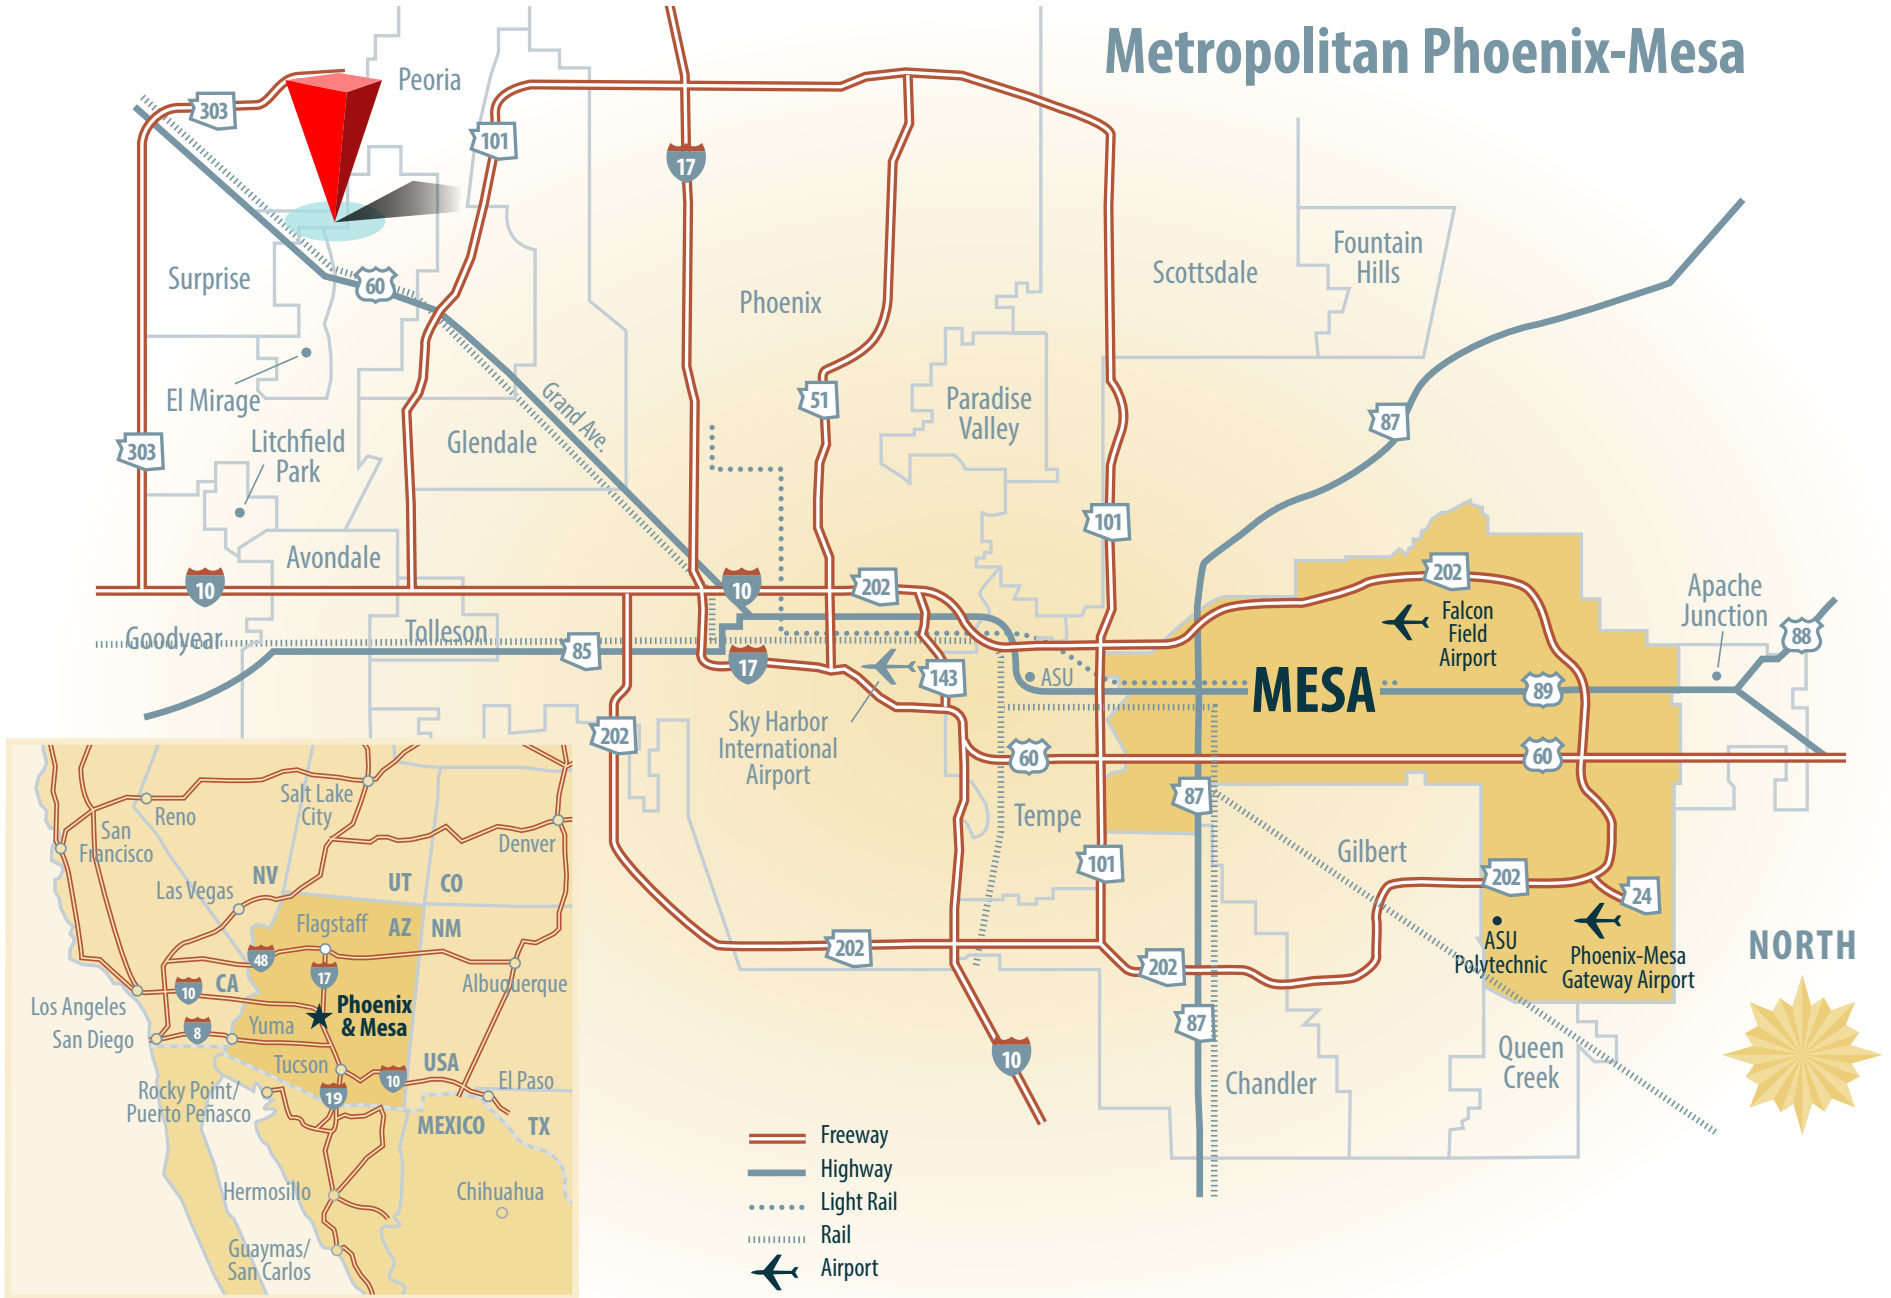 Metropolitan Phoenix-Mesa
Peoria
303
101
17
Surprise
60
Phoenix
Scottsdale
Fountain
Hills
El Mirage
Grand Ave.
51
Paradise
Valley
87
303
Litchfield
Park
Glendale
101
Avondale
10
10
202
202
Falcon
Field
Airport
Apache
Junction
88
Goodyear
Tolleson
85
17
143
ASU
MESA
89
202
Sky Harbor
International
Airport
60
60
87
Tempe
101
Gilbert
202
24
202
202
ASU
Polytechnic
Phoenix-Mesa
Gateway Airport
NORTH
87
10
Chandler
Queen
Creek
Freeway
Highway
Light Rail
Rail
Airport
Salt Lake
City
Reno
San
Francisco
Denver
Las Vegas
NV
UT
CO
Flagstaff
AZ
NM
48
17
10
CA
Albuquerque
Los Angeles
Phoenix
& Mesa
San Diego
8
Yuma
Tucson
USA
10
El Paso
19
Rocky Point/
Puerto Peñasco
MEXICO
TX
Hermosillo
Chihuahua
Guaymas/
San Carlos